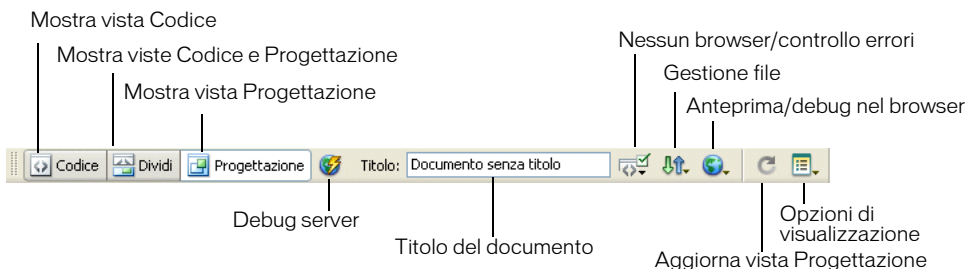 Mostra vista Codice
Mostra viste Codice e Progettazione
Mostra vista Progettazione
Nessun browser/controllo errori
Gestione file
Anteprima/debug nel browser
Codice Dividi Progettazione Titolo: Documento senza titolo
Debug server
Titolo del documento
Opzioni di
visualizzazione
Aggiorna vista Progettazione